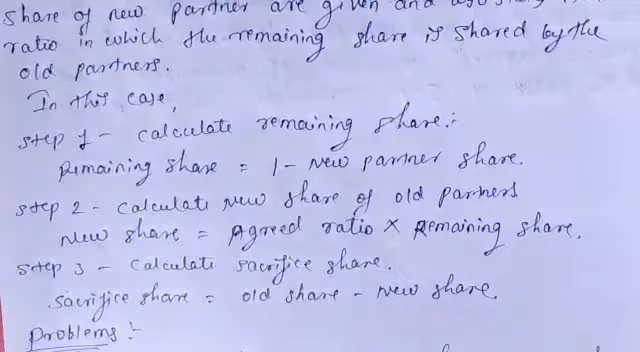 share of new partner are given and
ratio in which the remaining share is shared by the
old partners.
In this case,
step 1 - calculate remaining share:-
Remaining share = 1 - New partner share.
step 2 - calculate New share of old partners
New share = Agreed ratio × Remaining share.
step 3 - calculate sacrifice share.
sacrifice share = old share - New share.
Problems :-